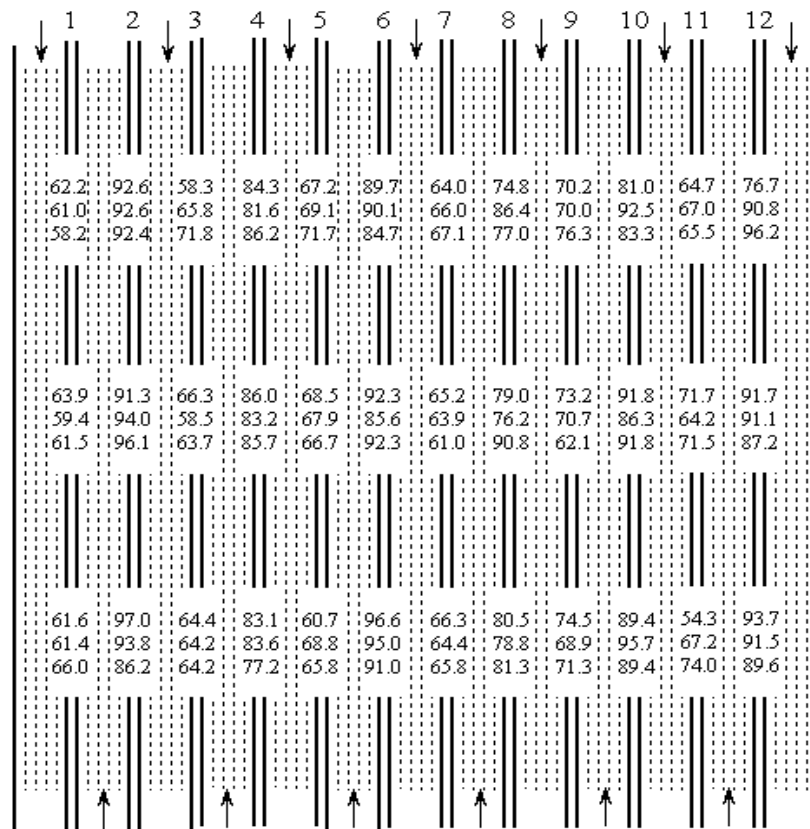 1 2 3 4 5 6 7 8 9 10 11 12
62.2 92.6 58.3 84.3 67.2 89.7 64.0 74.8 70.2 81.0 64.7 76.7
61.0 92.6 65.8 81.6 69.1 90.1 66.0 86.4 70.0 92.5 67.0 90.8
58.2 92.4 71.8 86.2 71.7 84.7 67.1 77.0 76.3 83.3 65.5 96.2
63.9 91.3 66.3 86.0 68.5 92.3 65.2 79.0 73.2 91.8 71.7 91.7
59.4 94.0 58.5 83.2 67.9 85.6 63.9 76.2 70.7 86.3 64.2 91.1
61.5 96.1 63.7 85.7 66.7 92.3 61.0 90.8 62.1 91.8 71.5 87.2
61.6 97.0 64.4 83.1 60.7 96.6 66.3 80.5 74.5 89.4 54.3 93.7
61.4 93.8 64.2 83.6 68.8 95.0 64.4 78.8 68.9 95.7 67.2 91.5
66.0 86.2 64.2 77.2 65.8 91.0 65.8 81.3 71.3 89.4 74.0 89.6